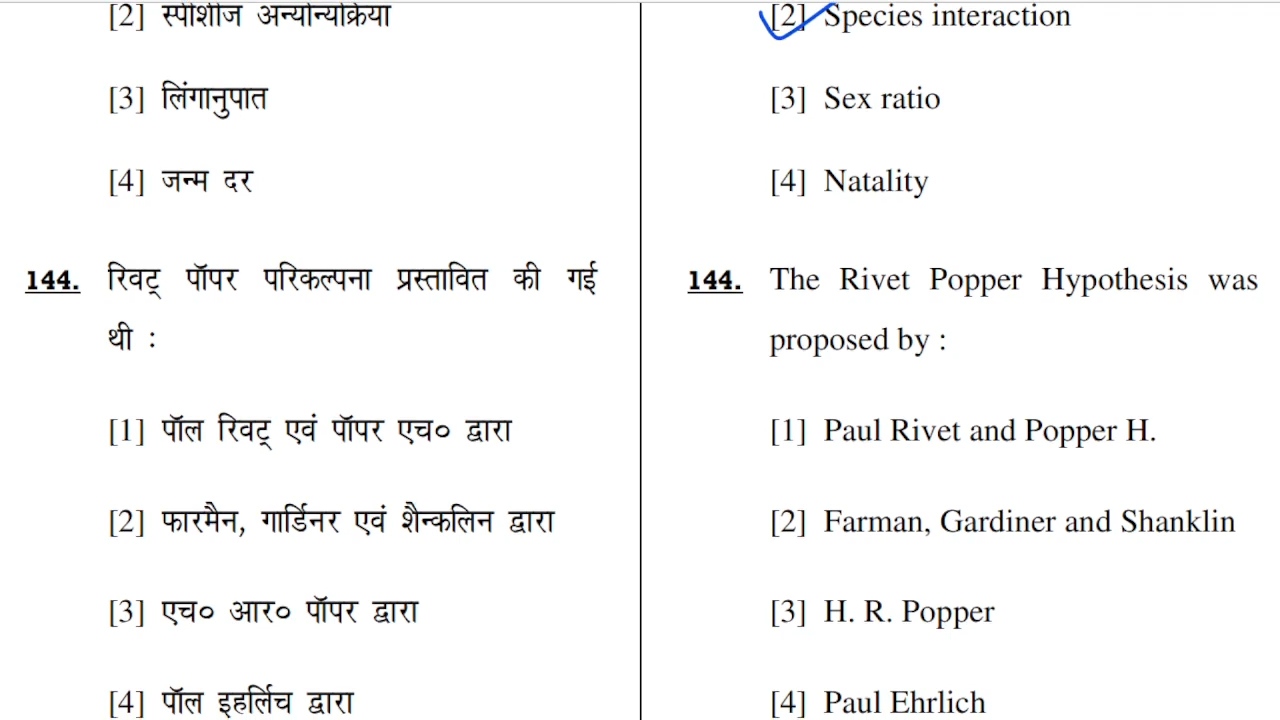 [2] स्पीशीज अन्योन्यक्रिया
[3] लिंगानुपात
[4] जन्म दर
144. रिवट् पॉपर परिकल्पना प्रस्तावित की गई
थी :
[1] पॉल रिवट् एवं पॉपर एच० द्वारा
[2] फारमैन, गार्डिनर एवं शैन्कलिन द्वारा
[3] एच० आर० पॉपर द्वारा
[4] पॉल इहर्लिच द्वारा
[2] Species interaction
[3] Sex ratio
[4] Natality
144. The Rivet Popper Hypothesis was
proposed by :
[1] Paul Rivet and Popper H.
[2] Farman, Gardiner and Shanklin
[3] H. R. Popper
[4] Paul Ehrlich